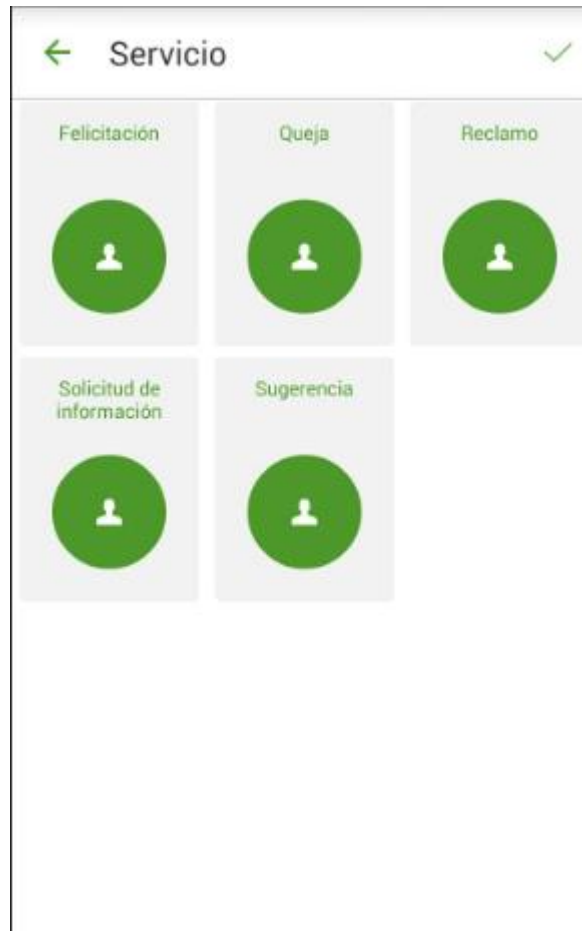 Servicio
Felicitación
Queja
Reclamo
Solicitud de
información
Sugerencia